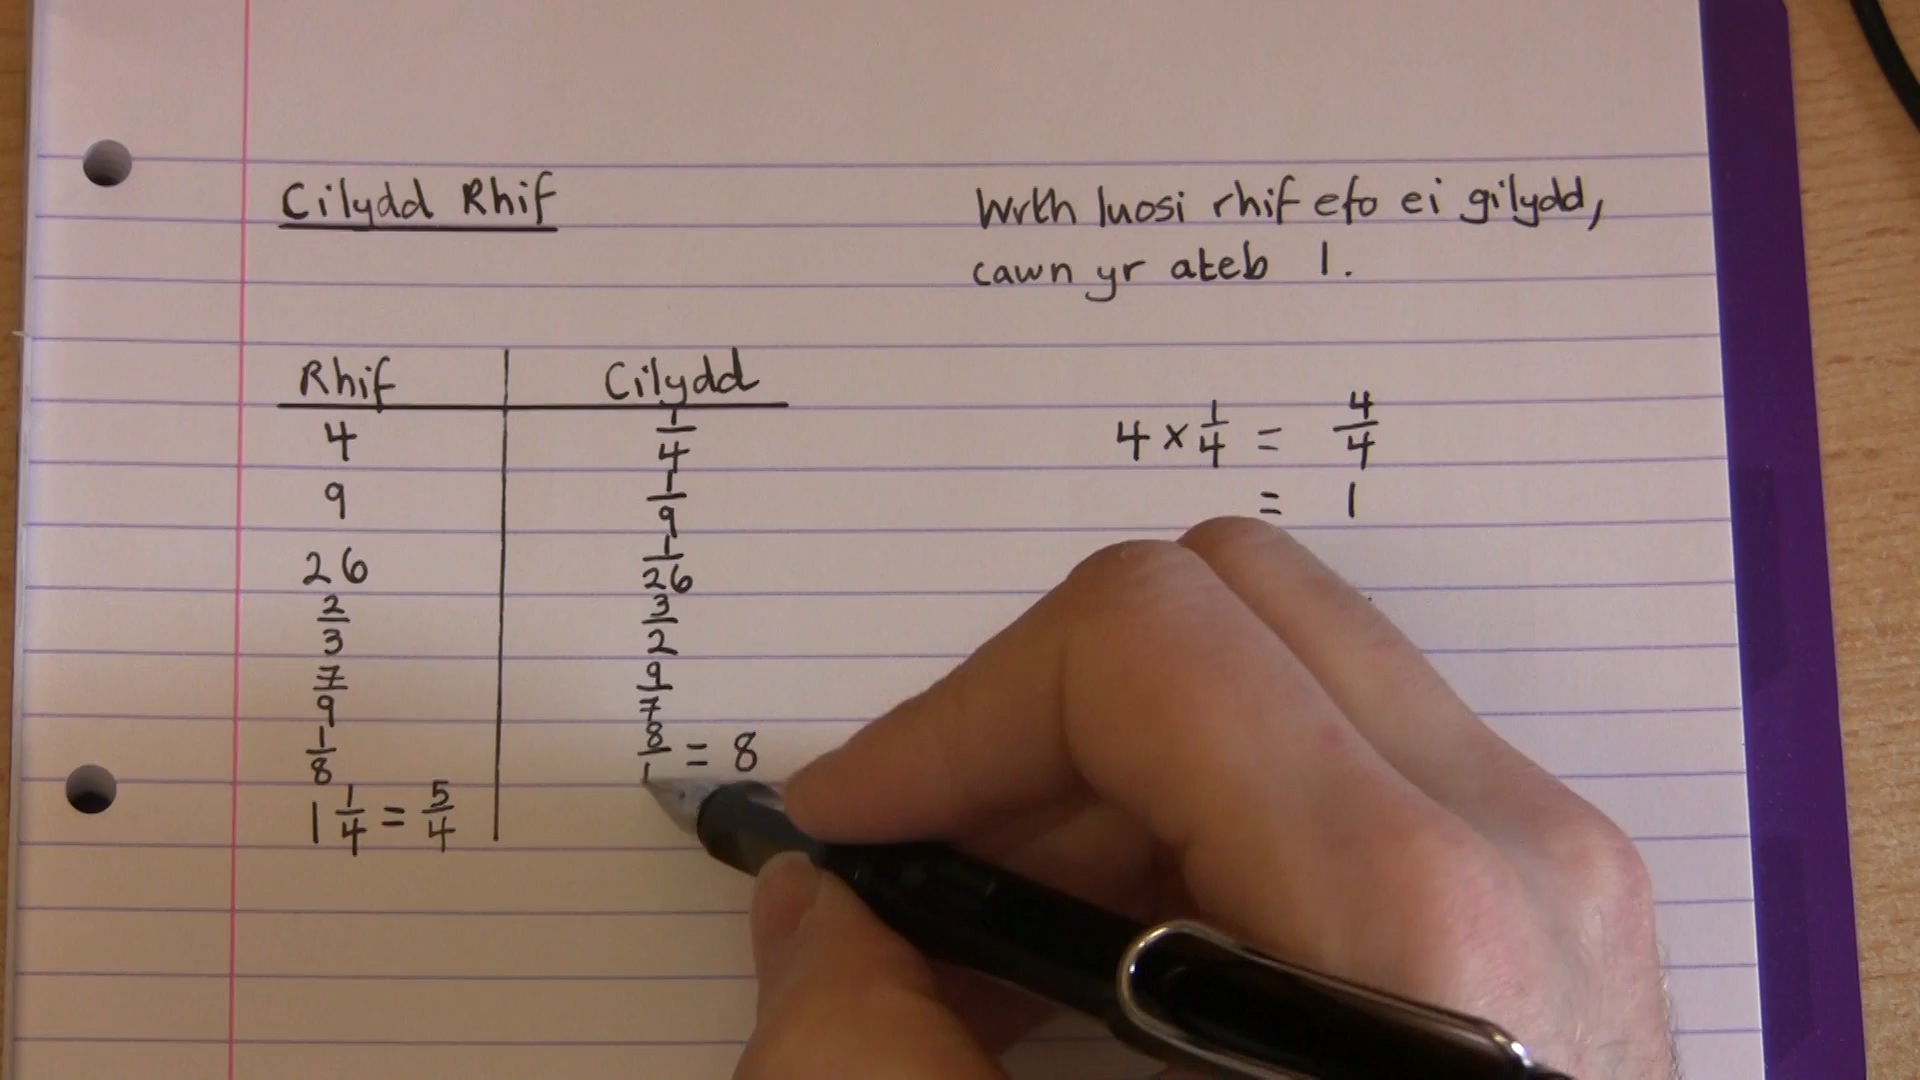 Cilydd Rhif
Wrth luosi rhif efo ei gilydd,
cawn yr ateb 1.
Rhif Cilydd
4 1/4
9 1/9
26 1/26
2/3 3/2
7/9 9/7
1/8 8/1 = 8
1 1/4 = 5/4
4 × 1/4 = 4/4
= 1